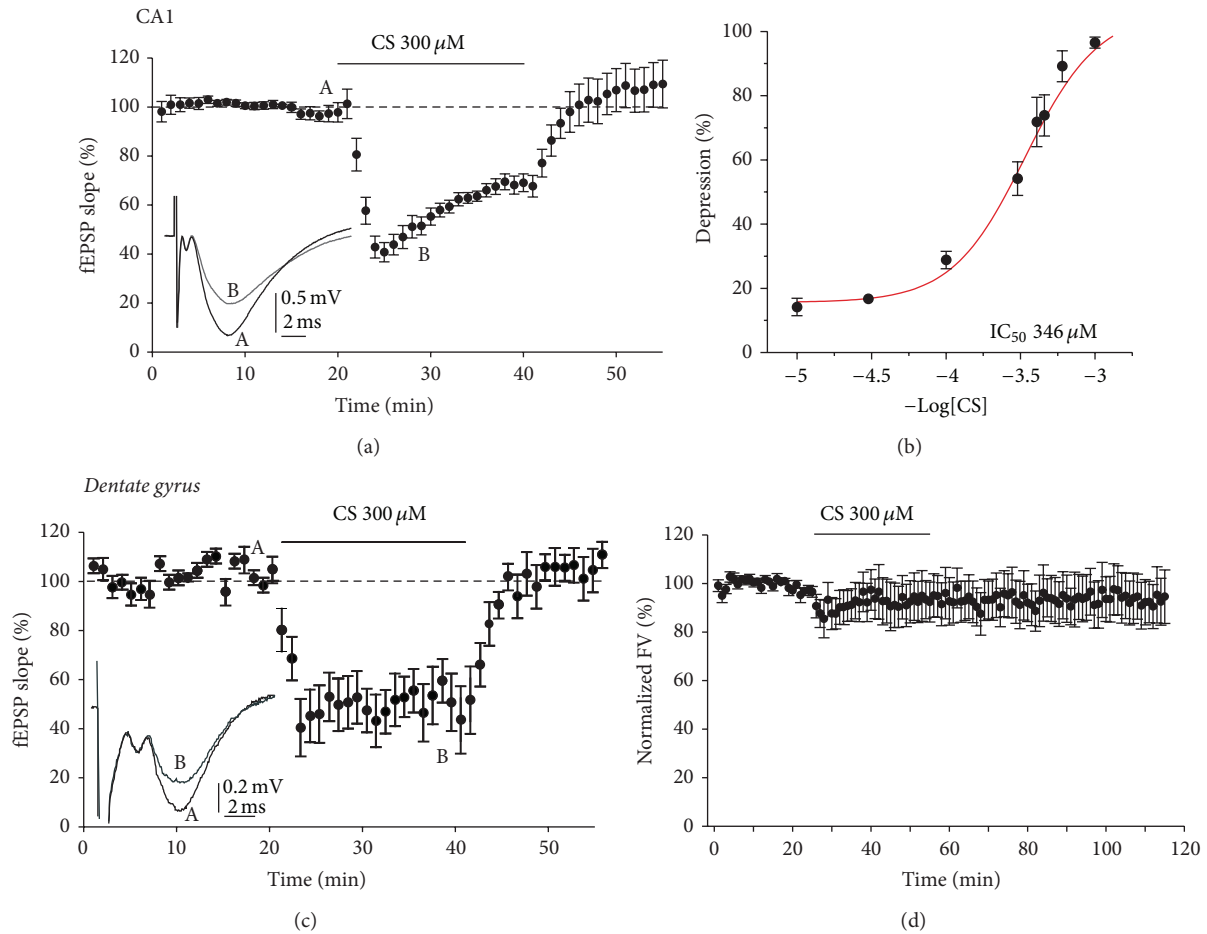 CA1
CS 300 μM
120
100
80
60
40
20
0
fEPSP slope (%)
A
B
B
A
0.5 mV
2 ms
0
10
20
30
40
50
Time (min)
(a)
100
80
60
40
20
0
Depression (%)
IC50 346 μM
−5
−4.5
−4
−3.5
−3
−Log[CS]
(b)
Dentate gyrus
CS 300 μM
120
100
80
60
40
20
0
fEPSP slope (%)
A
B
B
A
0.2 mV
2 ms
0
10
20
30
40
50
Time (min)
(c)
CS 300 μM
120
100
80
60
40
20
0
Normalized FV (%)
0
20
40
60
80
100
120
Time (min)
(d)